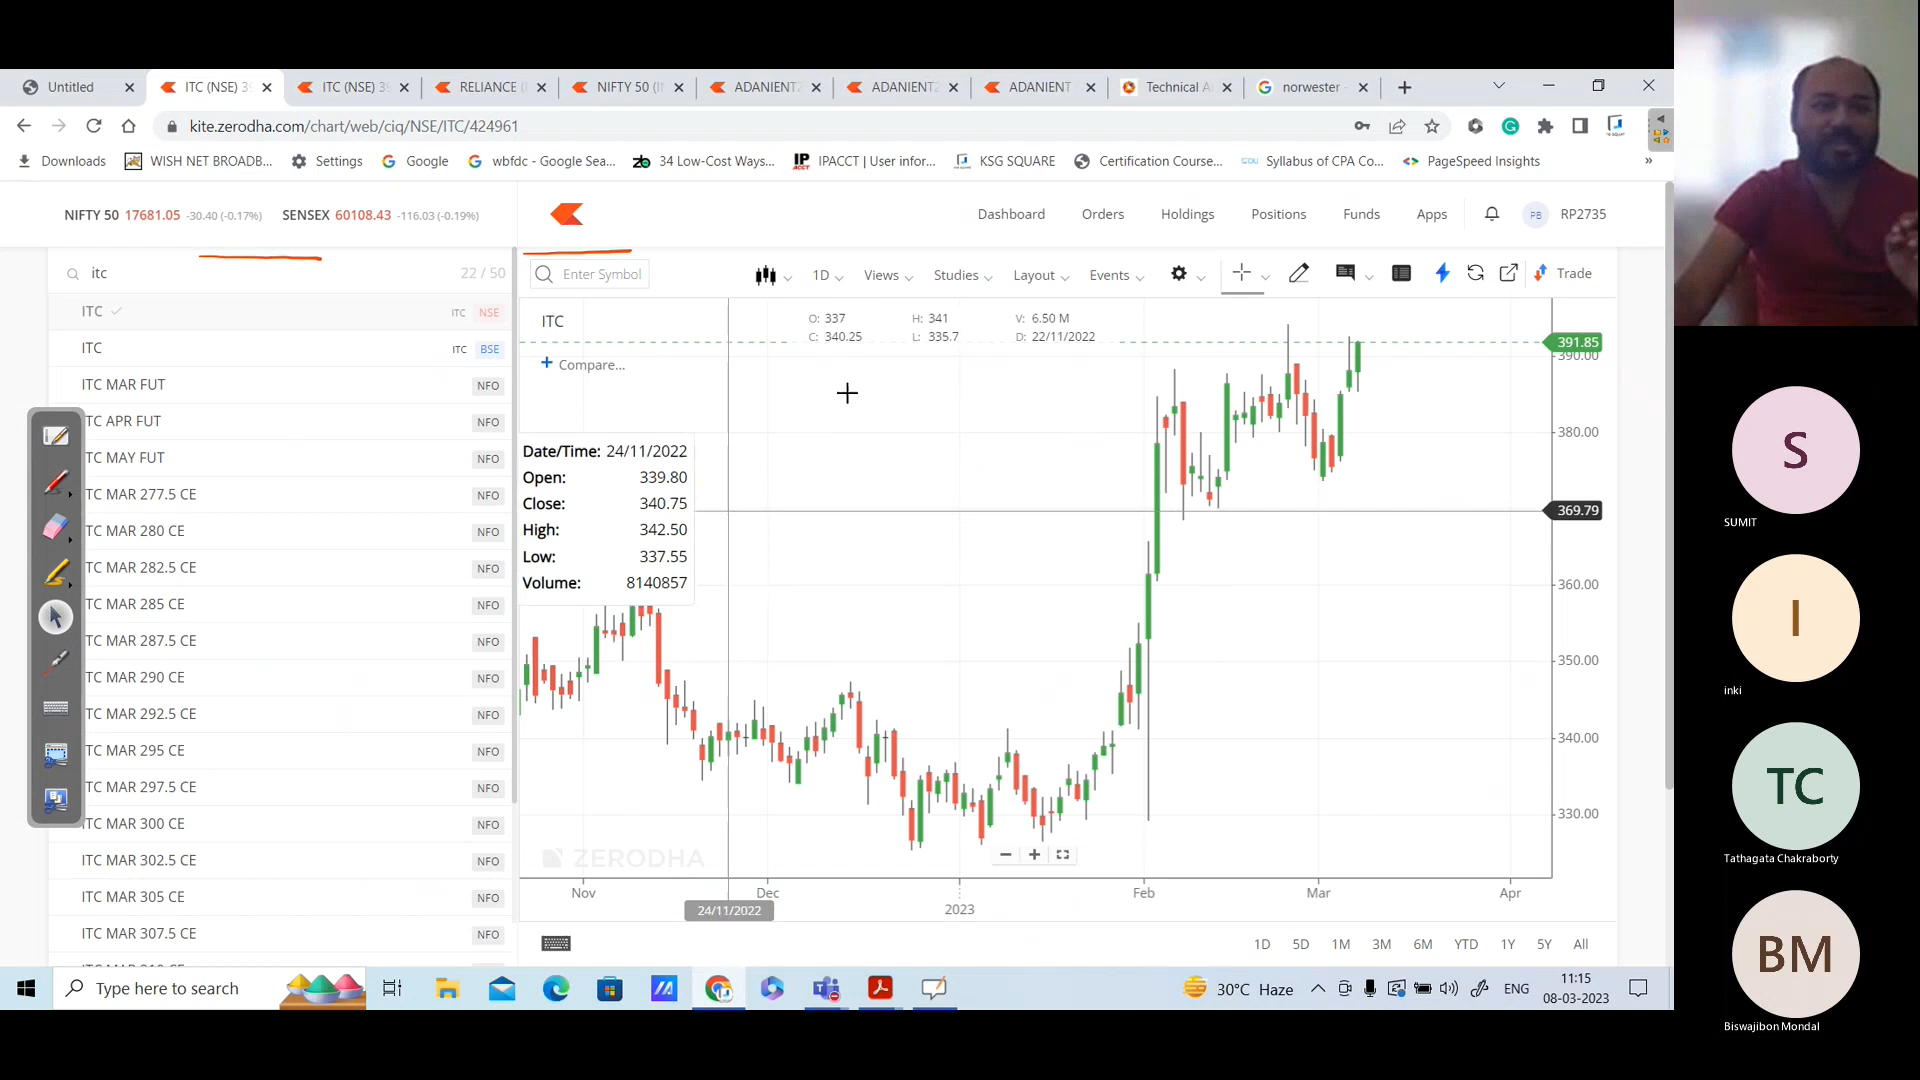 Untitled
ITC (NSE) 39
ITC (NSE) 39
RELIANCE (
NIFTY 50 (I
ADANIENT2
ADANIENT2
ADANIENT
Technical A
norwester -
kite.zerodha.com/chart/web/ciq/NSE/ITC/424961
Downloads
WISH NET BROADB...
Settings
Google
wbfdc - Google Sea...
34 Low-Cost Ways...
IPACCT | User infor...
KSG SQUARE
Certification Course...
Syllabus of CPA Co...
PageSpeed Insights
»
NIFTY 50 17681.05 -30.40 (-0.17%) SENSEX 60108.43 -116.03 (-0.19%)
Dashboard Orders Holdings Positions Funds Apps PB RP2735
itc 22 / 50
ITC ITC NSE
ITC ITC BSE
ITC MAR FUT NFO
TC APR FUT NFO
TC MAY FUT NFO
TC MAR 277.5 CE NFO
TC MAR 280 CE NFO
TC MAR 282.5 CE NFO
TC MAR 285 CE NFO
TC MAR 287.5 CE NFO
TC MAR 290 CE NFO
TC MAR 292.5 CE NFO
TC MAR 295 CE NFO
TC MAR 297.5 CE NFO
ITC MAR 300 CE NFO
ITC MAR 302.5 CE NFO
ITC MAR 305 CE NFO
ITC MAR 307.5 CE NFO
Enter Symbol 1D Views Studies Layout Events Trade
ITC
O: 337 H: 341 V: 6.50 M
C: 340.25 L: 335.7 D: 22/11/2022
+ Compare...
Date/Time: 24/11/2022
Open: 339.80
Close: 340.75
High: 342.50
Low: 337.55
Volume: 8140857
391.85
390.00
380.00
369.79
360.00
350.00
340.00
330.00
ZERODHA
Nov Dec 2023 Feb Mar Apr
24/11/2022
1D 5D 1M 3M 6M YTD 1Y 5Y All
Type here to search
30°C Haze
ENG
11:15
08-03-2023
S
SUMIT
I
inki
TC
Tathagata Chakraborty
BM
Biswajibon Mondal